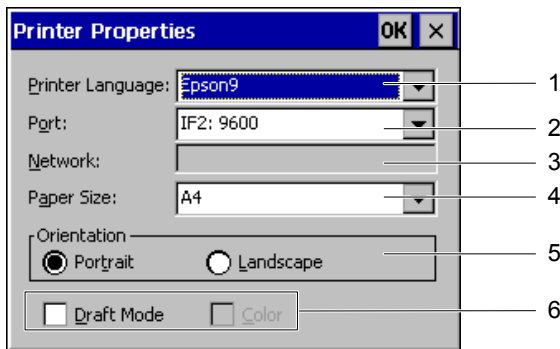 Printer Properties OK ×
Printer Language: Epson9 1
Port: IF2: 9600 2
Network: 3
Paper Size: A4 4
Orientation
Portrait Landscape 5
Draft Mode Color 6